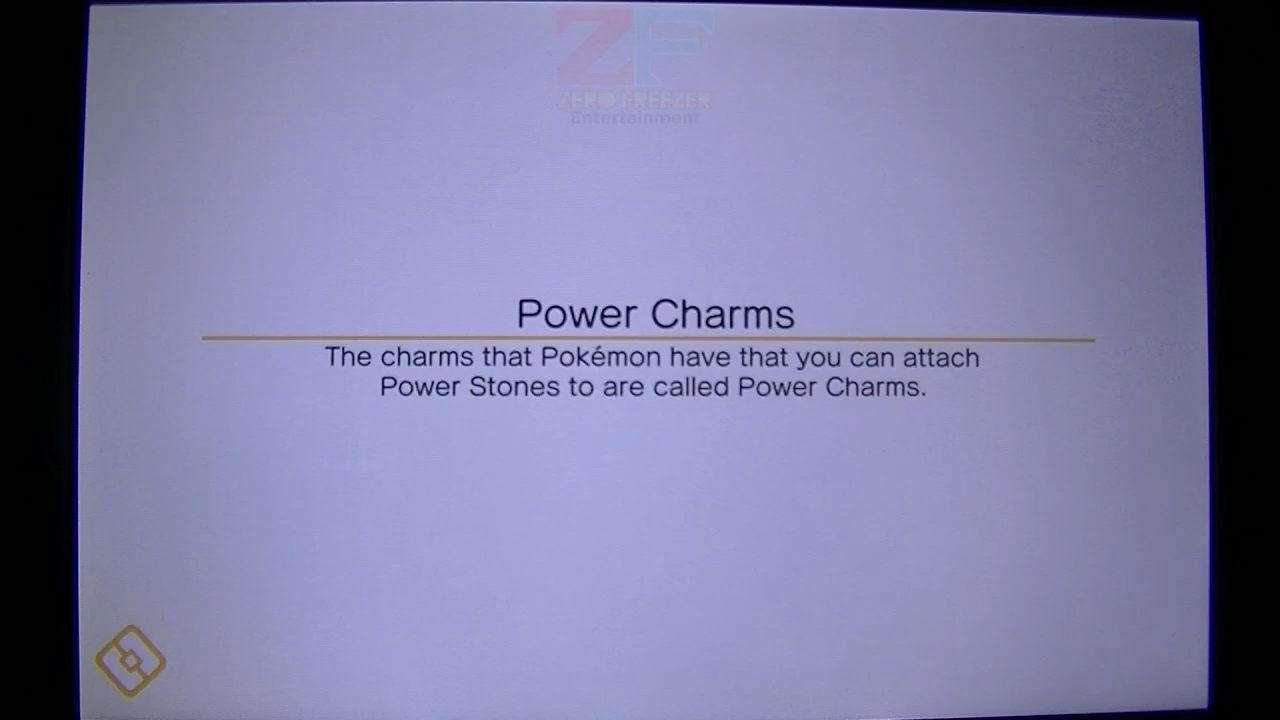 ZF
ZERO FREEZER
Entertainment
Power Charms
The charms that Pokémon have that you can attach
Power Stones to are called Power Charms.